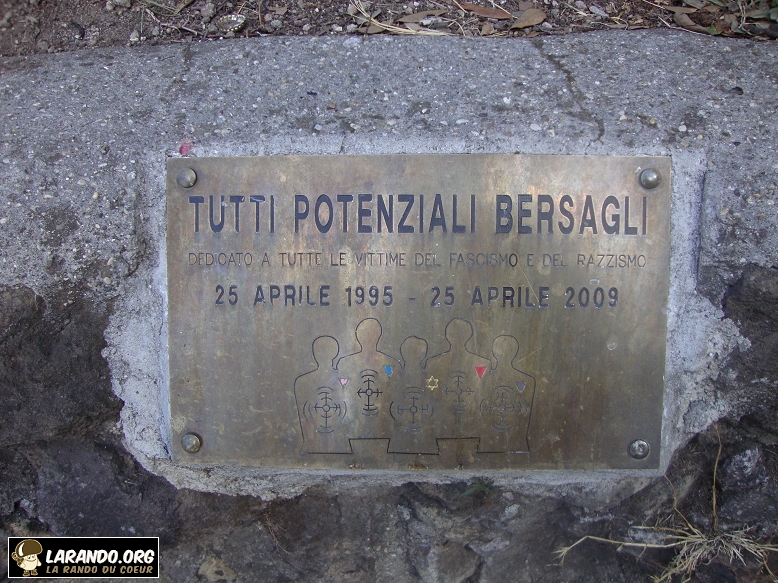 TUTTI POTENZIALI BERSAGLI
DEDICATO A TUTTE LE VITTIME DEL FASCISMO E DEL RAZZISMO
25 APRILE 1995 - 25 APRILE 2009
LARANDO.ORG
LA RANDO DU COEUR